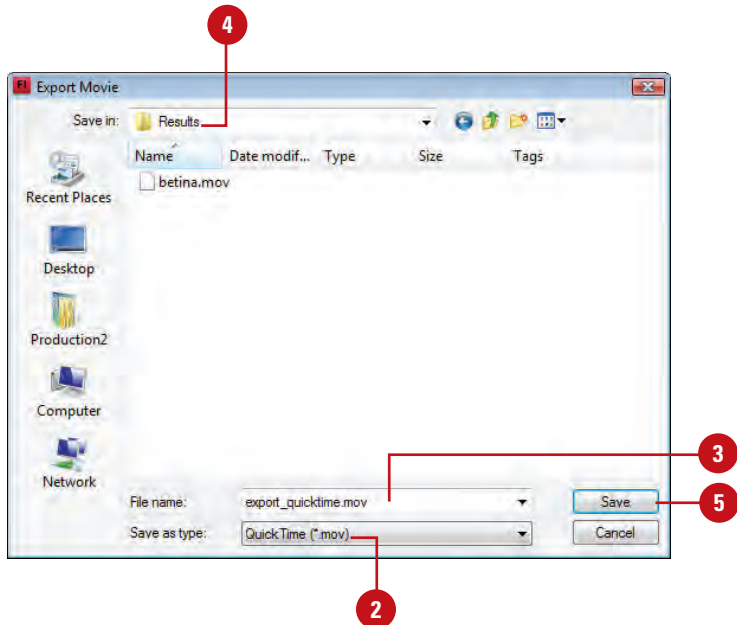 4
FL Export Movie
Save in: Results
Name Date modif... Type Size Tags
betina.mov
Recent Places
Desktop
Production2
Computer
Network
3
File name: export_quicktime.mov Save 5
Save as type: QuickTime (*.mov) Cancel
2